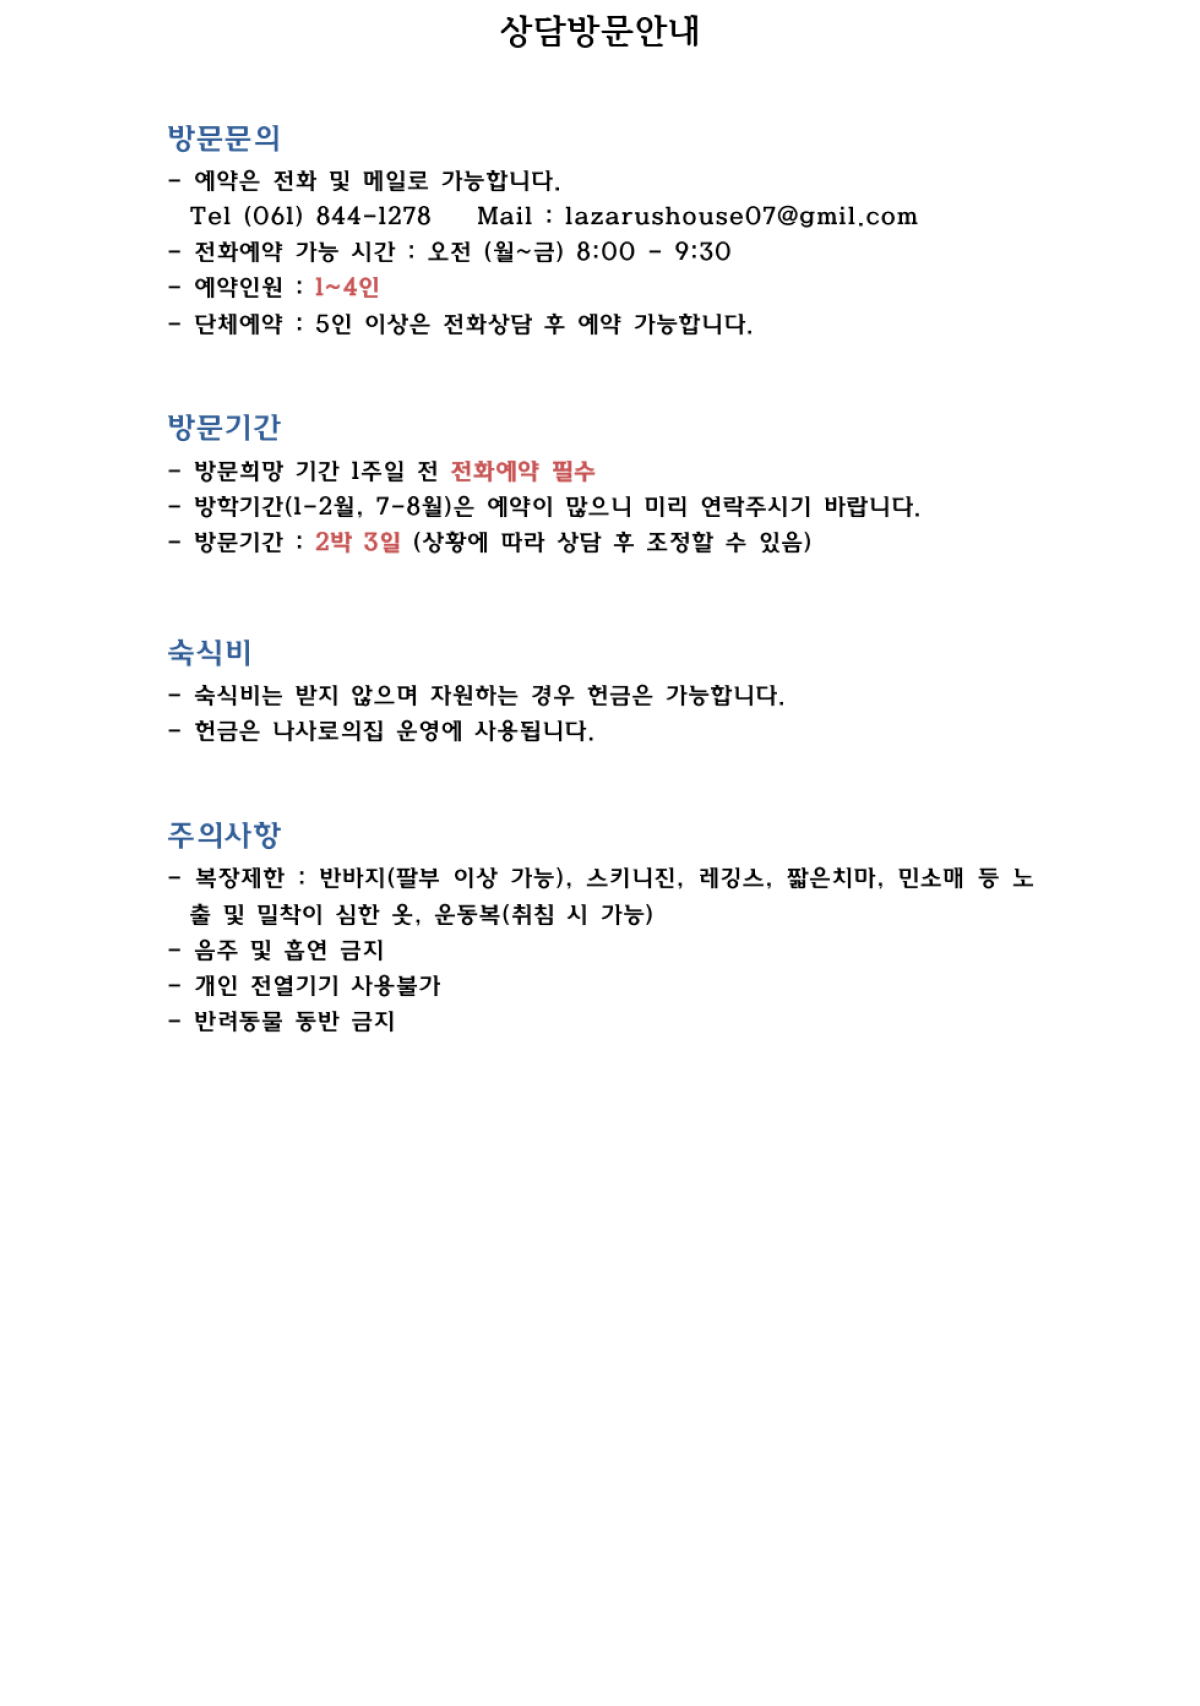 상담방문안내
방문문의
- 예약은 전화 및 메일로 가능합니다.
Tel (061) 844-1278 Mail : lazarushouse07@gmil.com
- 전화예약 가능 시간 : 오전 (월~금) 8:00 - 9:30
- 예약인원 : 1~4인
- 단체예약 : 5인 이상은 전화상담 후 예약 가능합니다.
방문기간
- 방문희망 기간 1주일 전 전화예약 필수
- 방학기간(1-2월, 7-8월)은 예약이 많으니 미리 연락주시기 바랍니다.
- 방문기간 : 2박 3일 (상황에 따라 상담 후 조정할 수 있음)
숙식비
- 숙식비는 받지 않으며 자원하는 경우 헌금은 가능합니다.
- 헌금은 나사로의집 운영에 사용됩니다.
주의사항
- 복장제한 : 반바지(팔부 이상 가능), 스키니진, 레깅스, 짧은치마, 민소매 등 노
출 및 밀착이 심한 옷, 운동복(취침 시 가능)
- 음주 및 흡연 금지
- 개인 전열기기 사용불가
- 반려동물 동반 금지